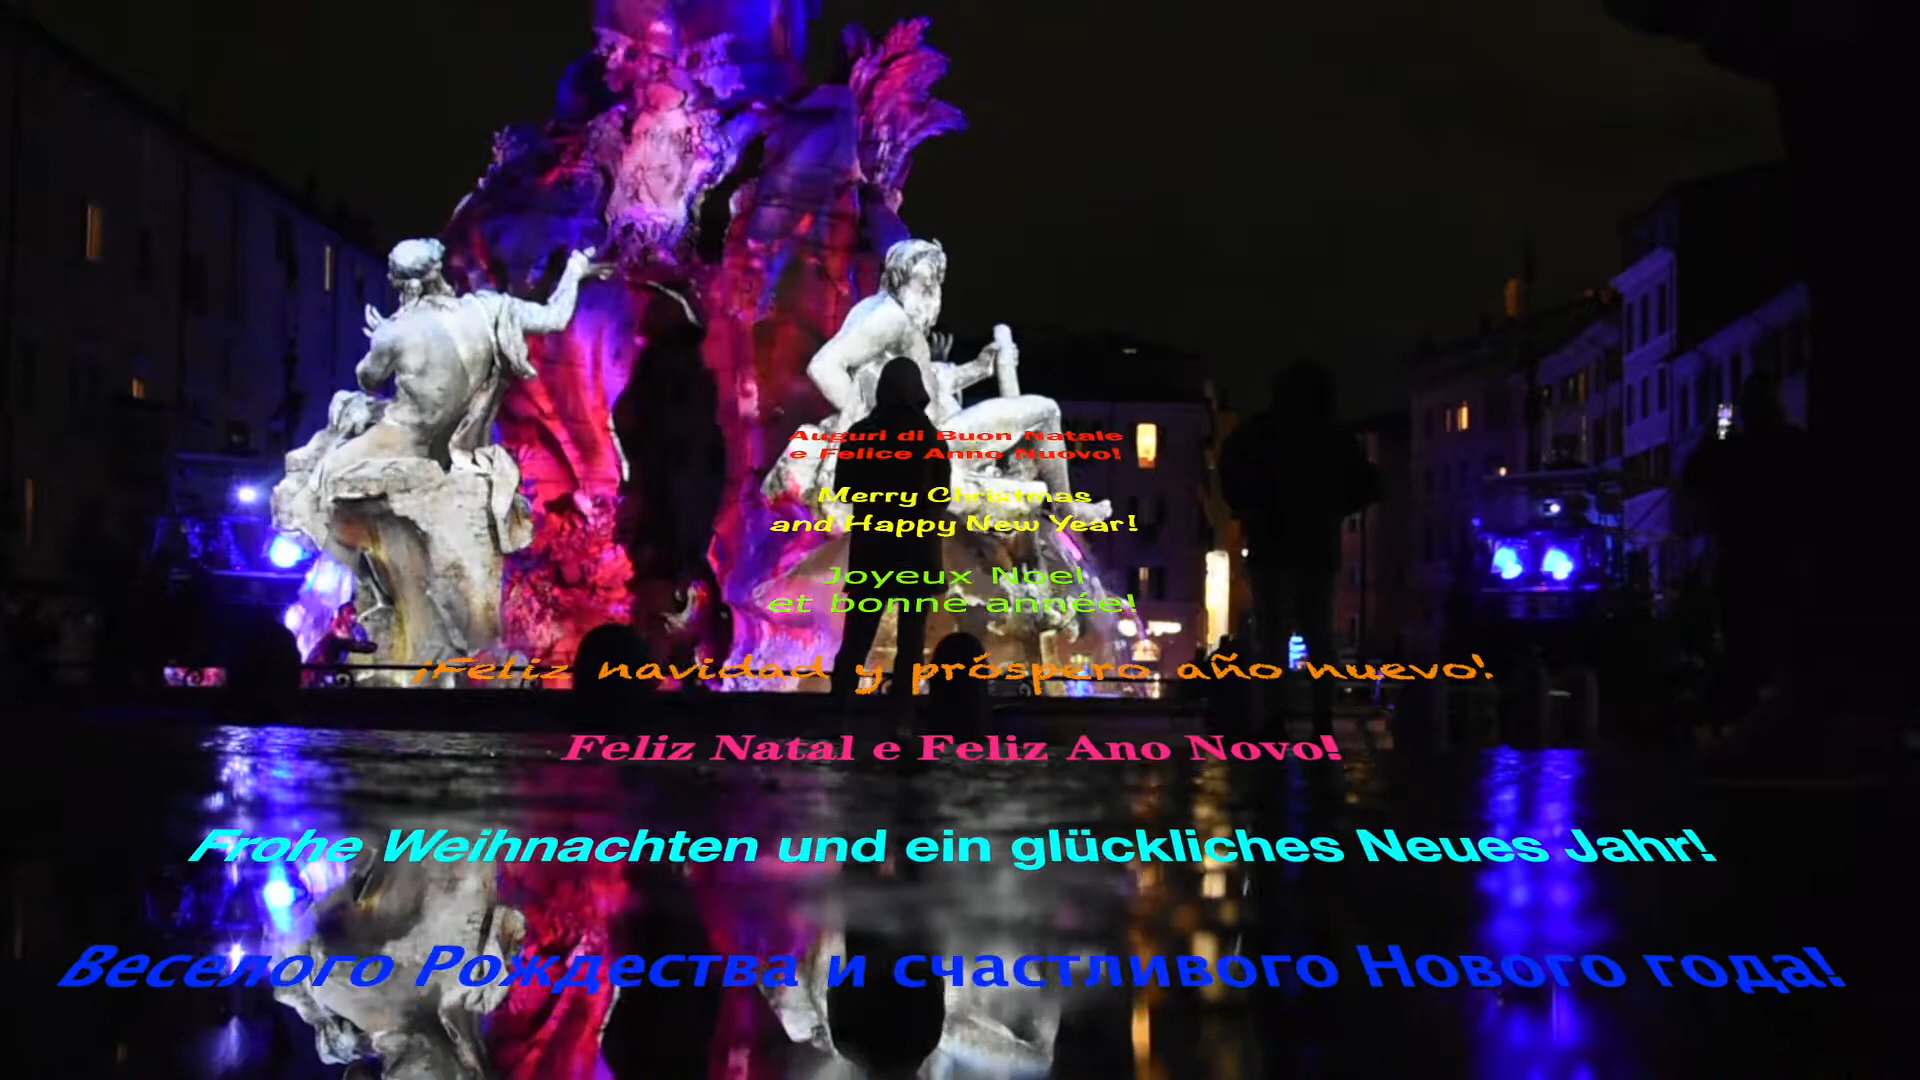 Auguri di Buon Natale
e Felice Anno Nuovo!
Merry Christmas
and Happy New Year!
Joyeux Noel
et bonne année!
¡Feliz navidad y próspero año nuevo!
Feliz Natal e Feliz Ano Novo!
Frohe Weihnachten und ein glückliches Neues Jahr!
Веселого Рождества и счастливого Нового года!